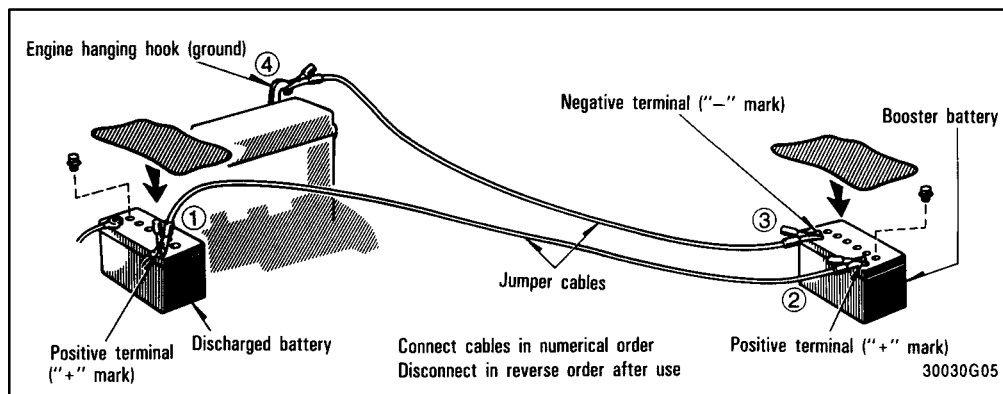 Engine hanging hook (ground)
④
Negative terminal ("–" mark)
Booster battery
①
③
Jumper cables
②
Positive terminal
("+" mark)
Discharged battery
Connect cables in numerical order
Disconnect in reverse order after use
Positive terminal ("+" mark)
30030G05